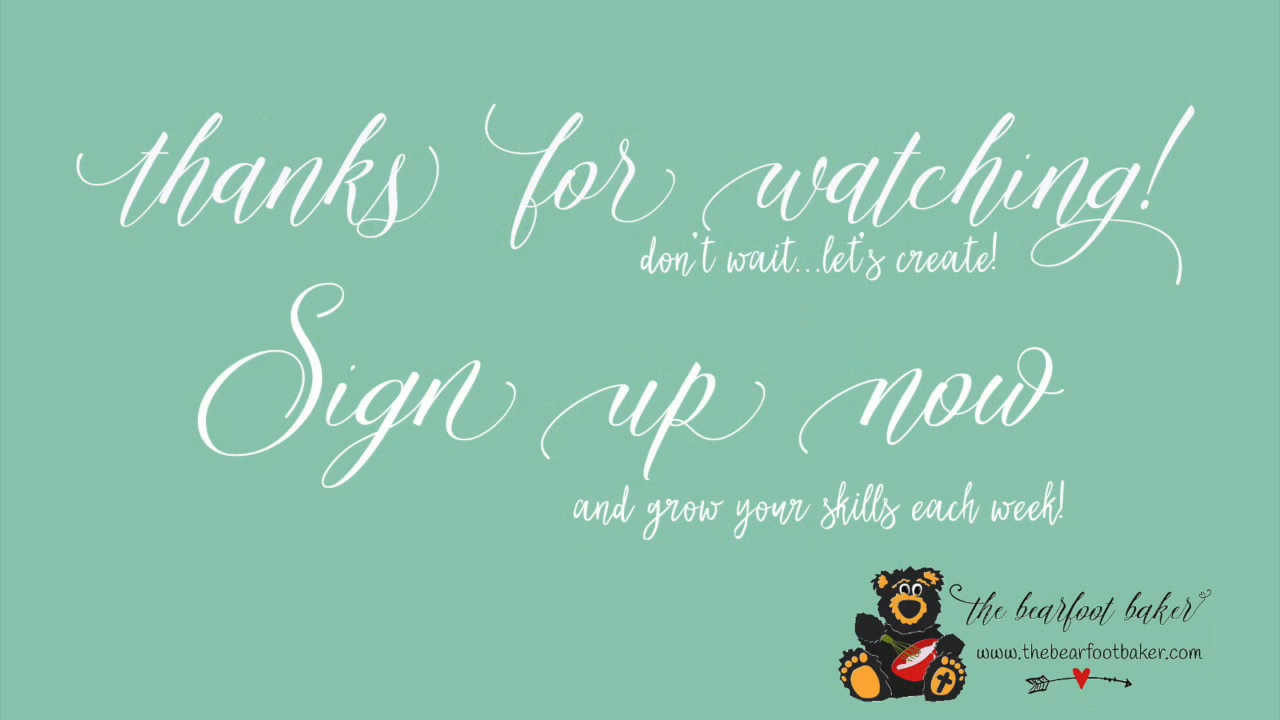 thanks for watching!
don't wait...let's create!
Sign up now
and grow your skills each week!
the bearfoot baker
www.thebearfootbaker.com